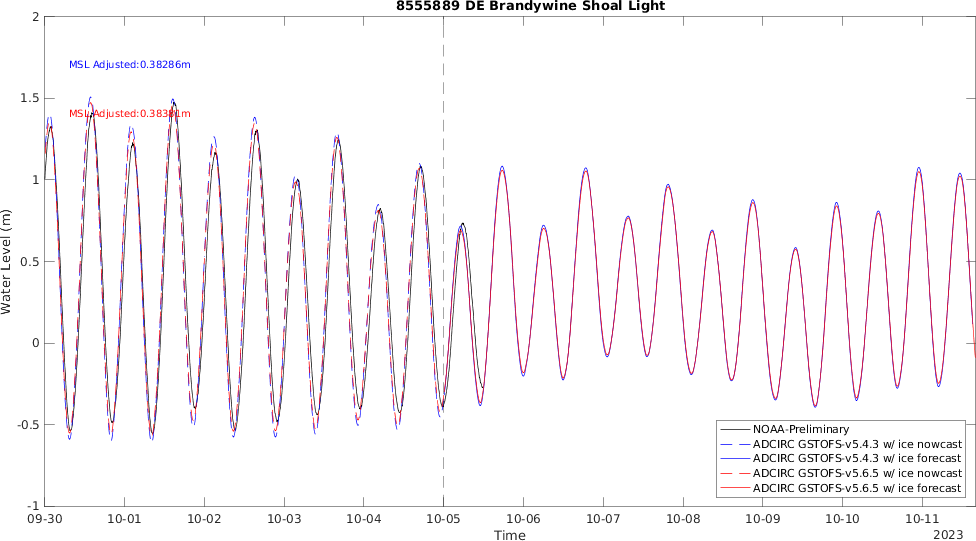 8555889 DE Brandywine Shoal Light
MSL Adjusted:0.38286m
MSL Adjusted:0.38381m
Water Level (m)
2
1.5
1
0.5
0
-0.5
-1
09-30 10-01 10-02 10-03 10-04 10-05 10-06 10-07 10-08 10-09 10-10 10-11
Time
2023
NOAA-Preliminary
ADCIRC GSTOFS-v5.4.3 w/ ice nowcast
ADCIRC GSTOFS-v5.4.3 w/ ice forecast
ADCIRC GSTOFS-v5.6.5 w/ ice nowcast
ADCIRC GSTOFS-v5.6.5 w/ ice forecast